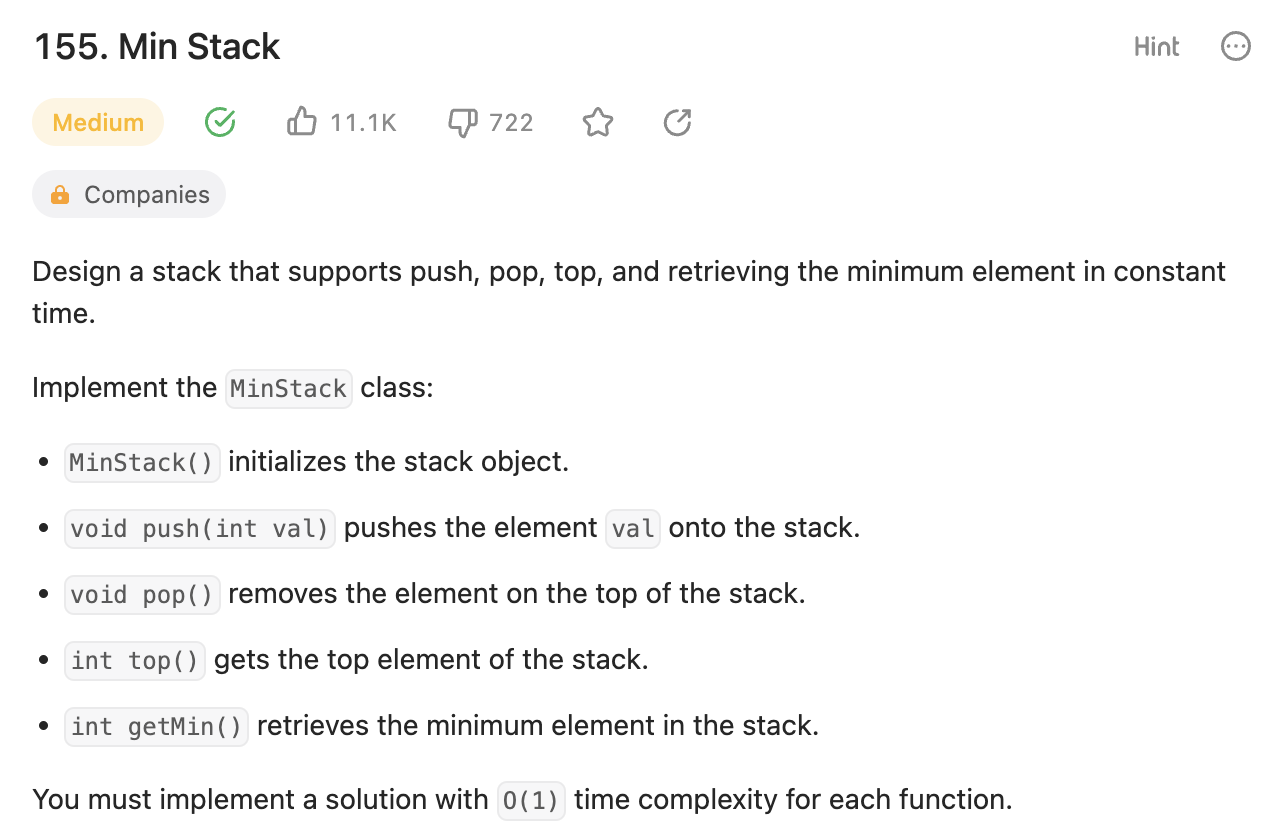 155. Min Stack
Hint
Medium
11.1K
722
Companies
Design a stack that supports push, pop, top, and retrieving the minimum element in constant
time.
Implement the MinStack class:
• MinStack() initializes the stack object.
• void push(int val) pushes the element val onto the stack.
• void pop() removes the element on the top of the stack.
• int top() gets the top element of the stack.
• int getMin() retrieves the minimum element in the stack.
You must implement a solution with O(1) time complexity for each function.